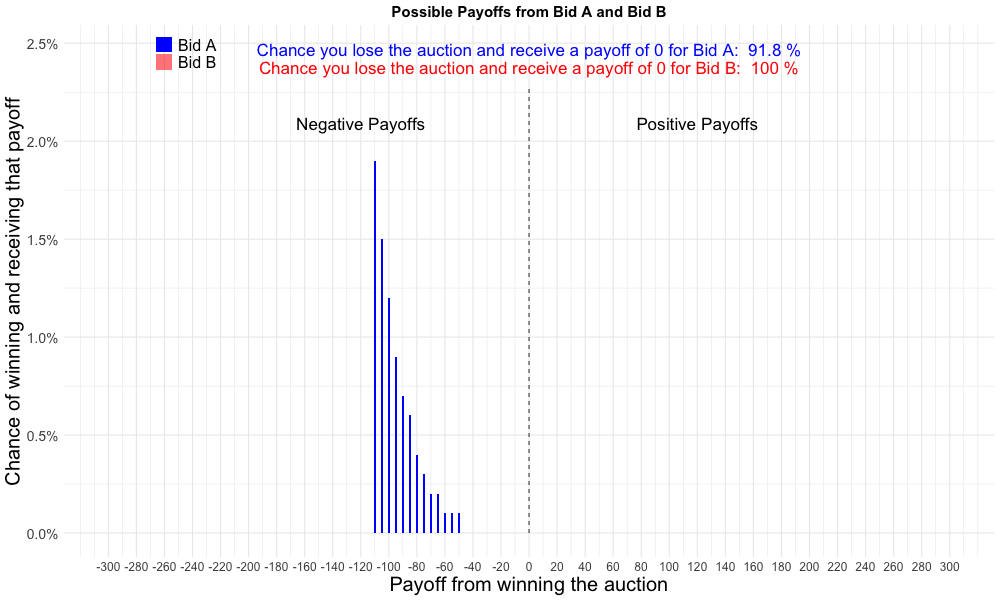 Possible Payoffs from Bid A and Bid B
Bid A
Bid B
Chance you lose the auction and receive a payoff of 0 for Bid A:  91.8 %
Chance you lose the auction and receive a payoff of 0 for Bid B:  100 %
Negative Payoffs
Positive Payoffs
Chance of winning and receiving that payoff
2.5%
2.0%
1.5%
1.0%
0.5%
0.0%
-300 -280 -260 -240 -220 -200 -180 -160 -140 -120 -100 -80 -60 -40 -20 0 20 40 60 80 100 120 140 160 180 200 220 240 260 280 300
Payoff from winning the auction